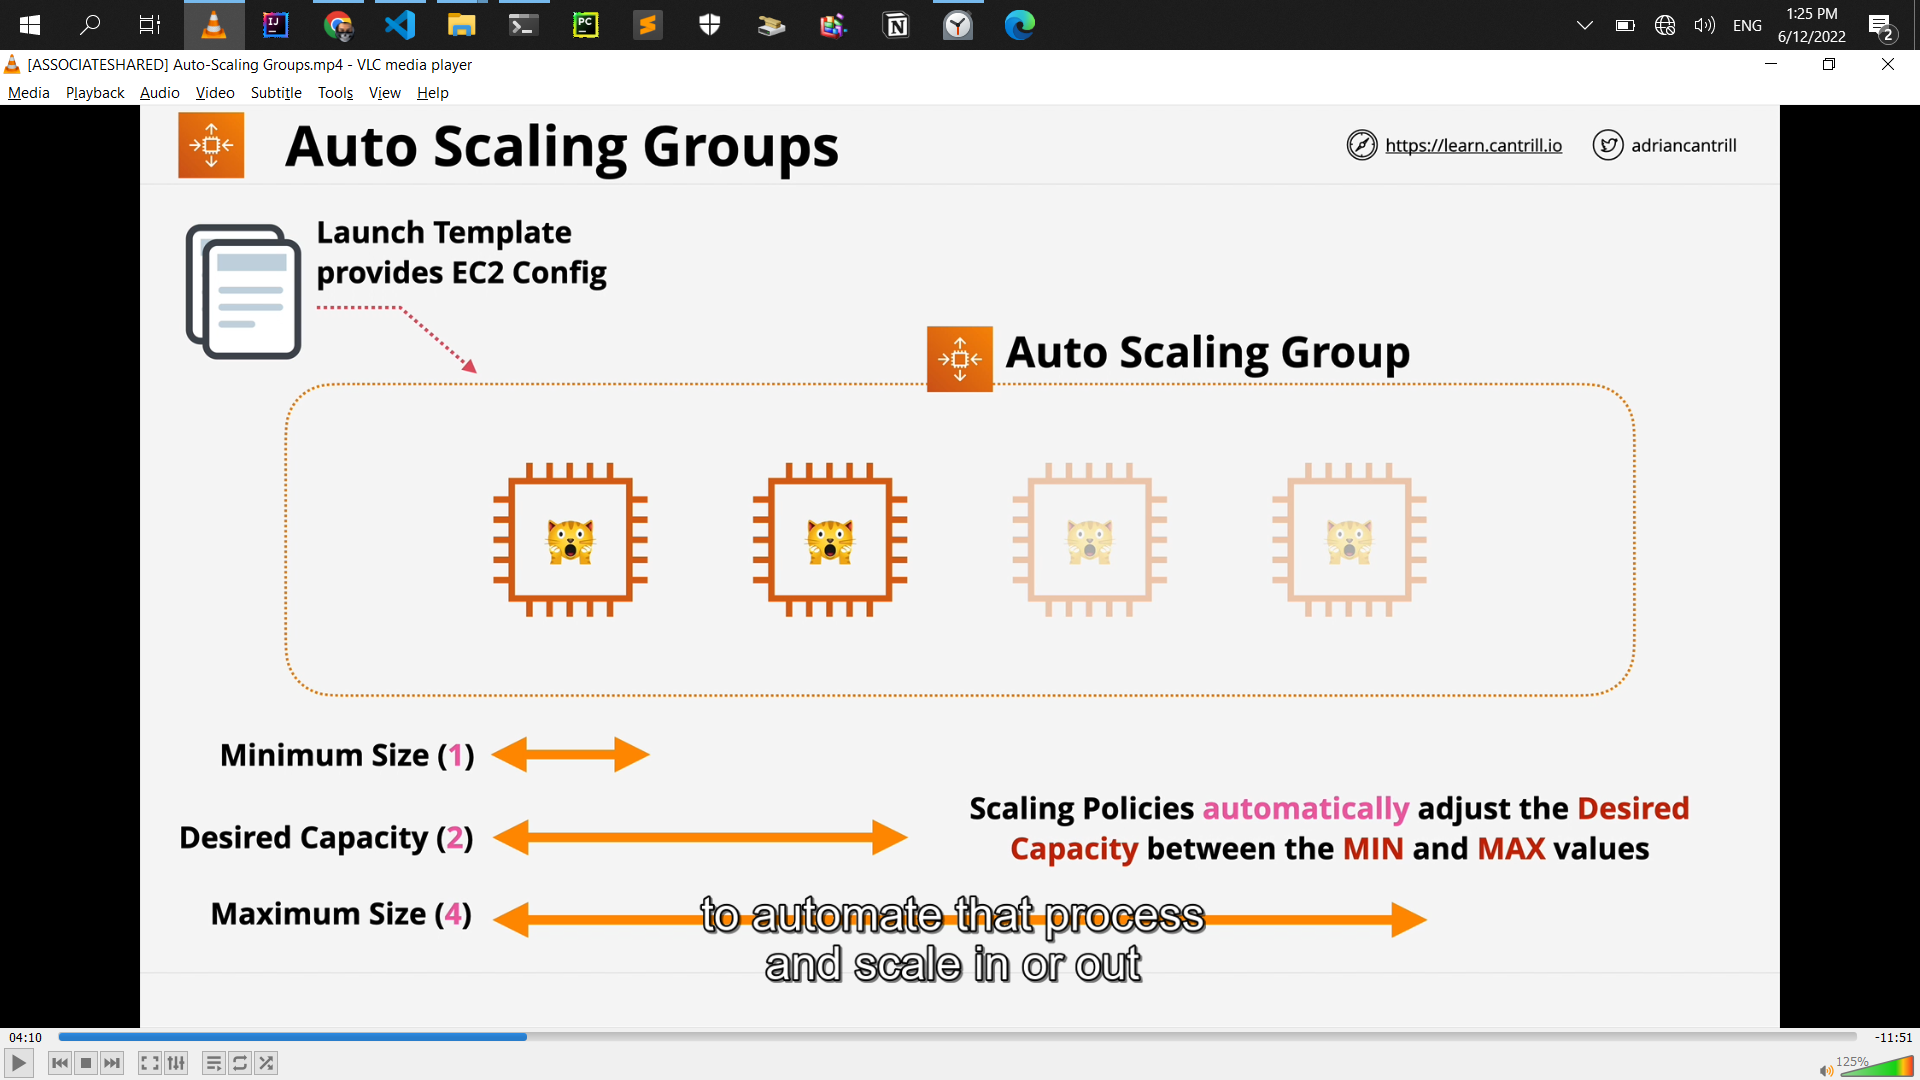 IJ
PC
N
ENG
1:25 PM
6/12/2022
2
[ASSOCIATESHARED] Auto-Scaling Groups.mp4 - VLC media player
Media Playback Audio Video Subtitle Tools View Help
Auto Scaling Groups
https://learn.cantrill.io
adriancantrill
Launch Template
provides EC2 Config
Auto Scaling Group
Minimum Size (1)
Desired Capacity (2)
Maximum Size (4)
Scaling Policies automatically adjust the Desired
Capacity between the MIN and MAX values
to automate that process
and scale in or out
04:10
-11:51
125%